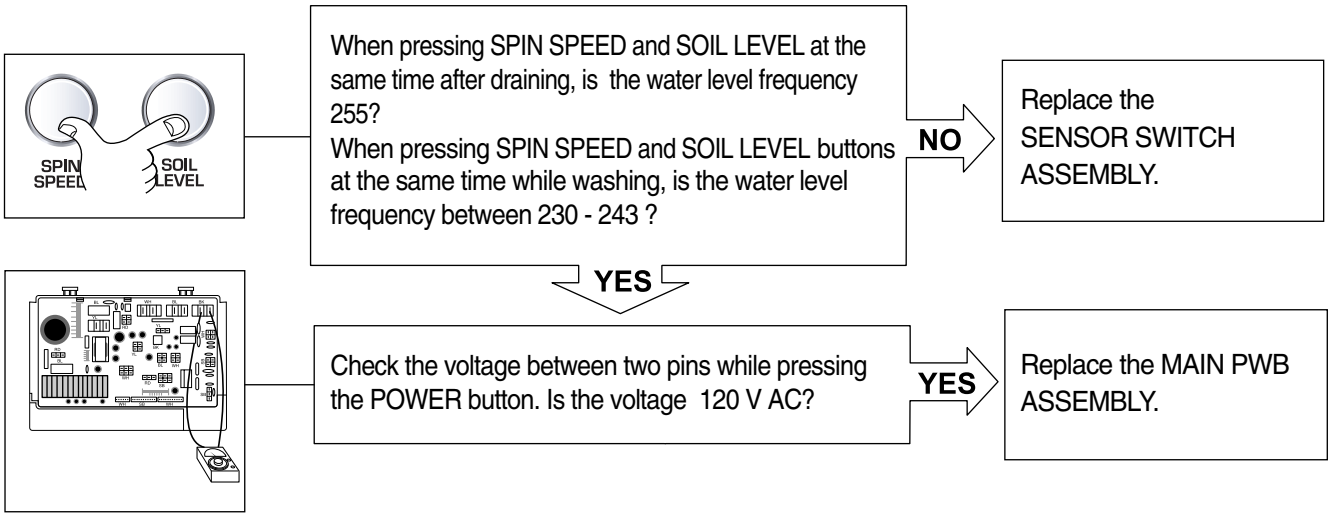 When pressing SPIN SPEED and SOIL LEVEL at the
same time after draining, is the water level frequency
255?
When pressing SPIN SPEED and SOIL LEVEL buttons
at the same time while washing, is the water level
frequency between 230 - 243 ?
NO
Replace the
SENSOR SWITCH
ASSEMBLY.
SPIN
SPEED
SOIL
LEVEL
YES
Check the voltage between two pins while pressing
the POWER button. Is the voltage 120 V AC?
YES
Replace the MAIN PWB
ASSEMBLY.